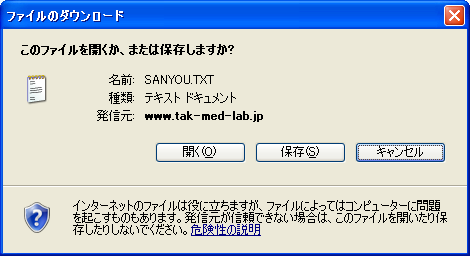 ファイルのダウンロード
このファイルを開くか、または保存しますか?
名前: SANYOU.TXT
種類: テキスト ドキュメント
発信元: www.tak-med-lab.jp
開く(O) 保存(S) キャンセル
インターネットのファイルは役に立ちますが、ファイルによってはコンピューターに問題
を起こすものもあります。発信元が信頼できない場合は、このファイルを開いたり保
存したりしないでください。危険性の説明